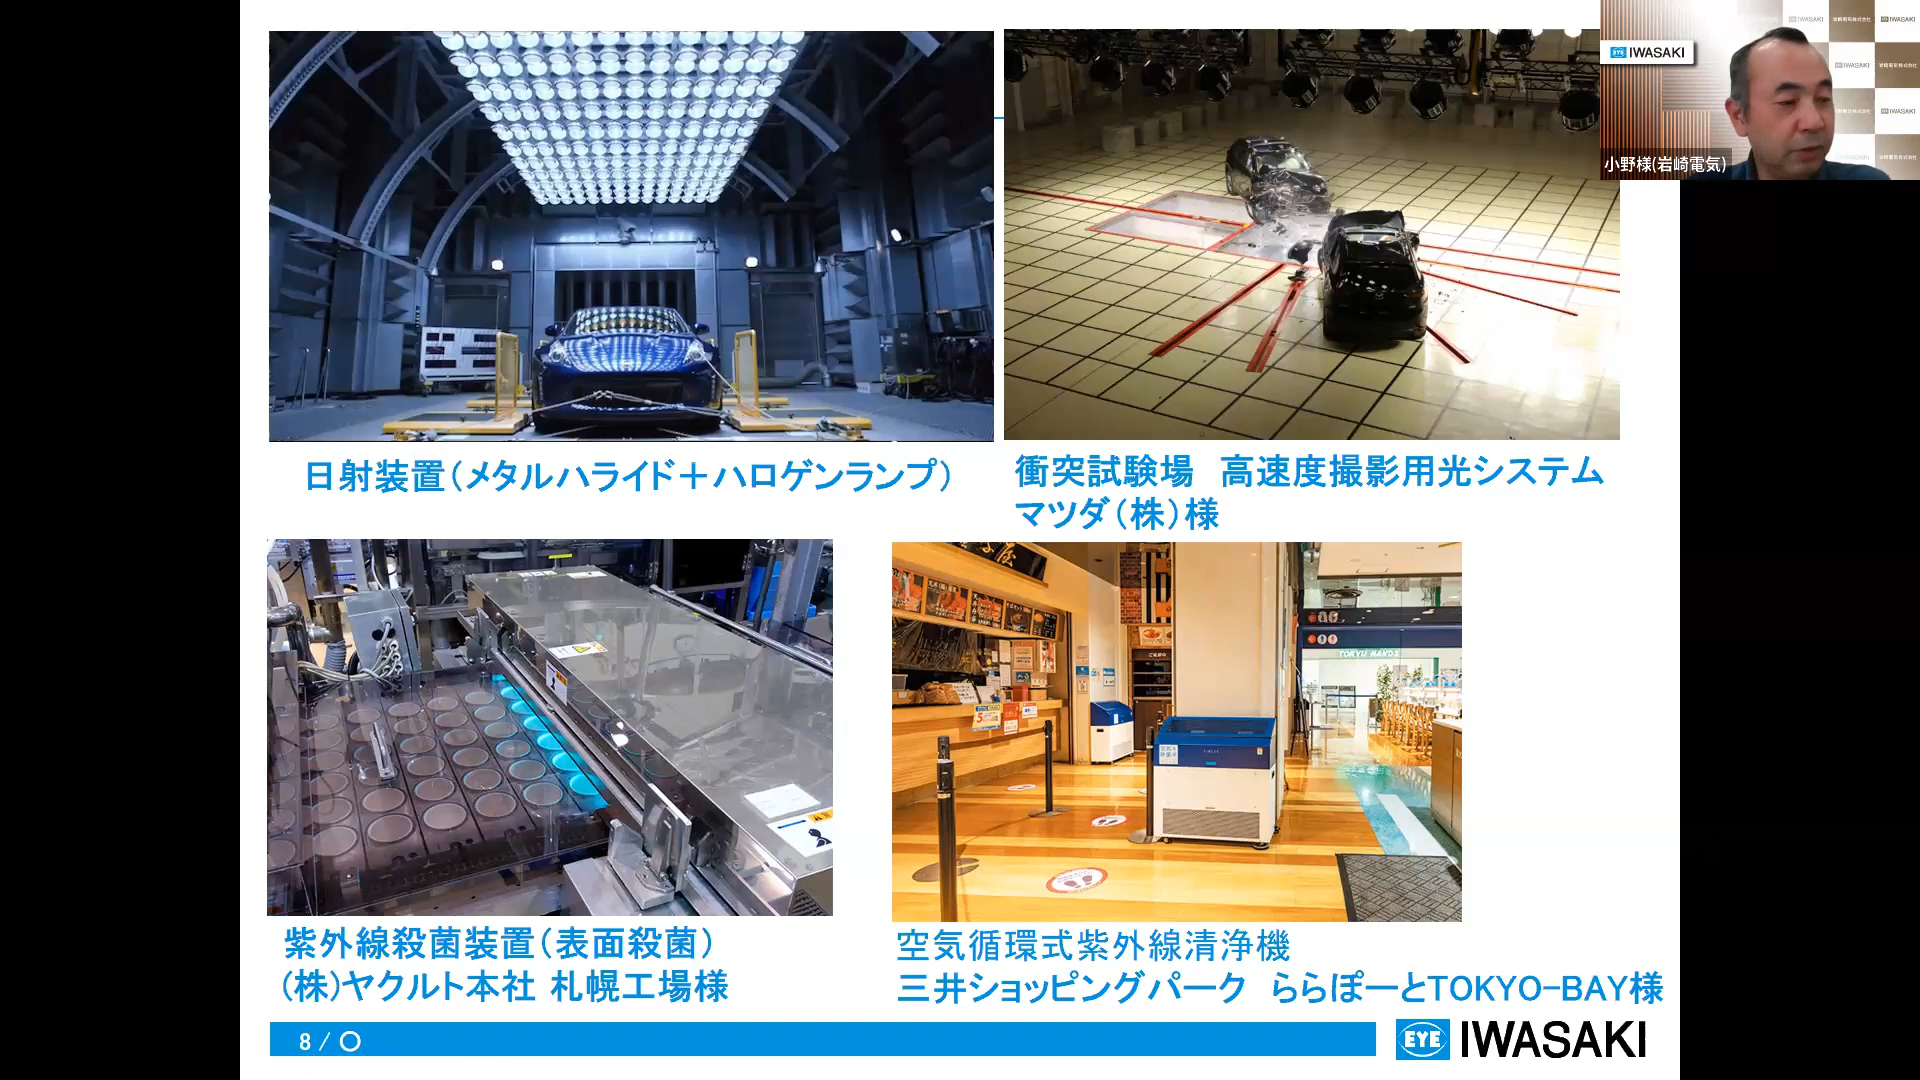 日射装置（メタルハライド＋ハロゲンランプ）
衝突試験場　高速度撮影用光システム
マツダ（株）様
IWASAKI
EYE IWASAKI
小野様(岩崎電気)
TOKYU HANDS
紫外線殺菌装置（表面殺菌）
(株)ヤクルト本社 札幌工場様
空気循環式紫外線清浄機
三井ショッピングパーク　ららぽーとTOKYO-BAY様
8 / 〇
EYE IWASAKI